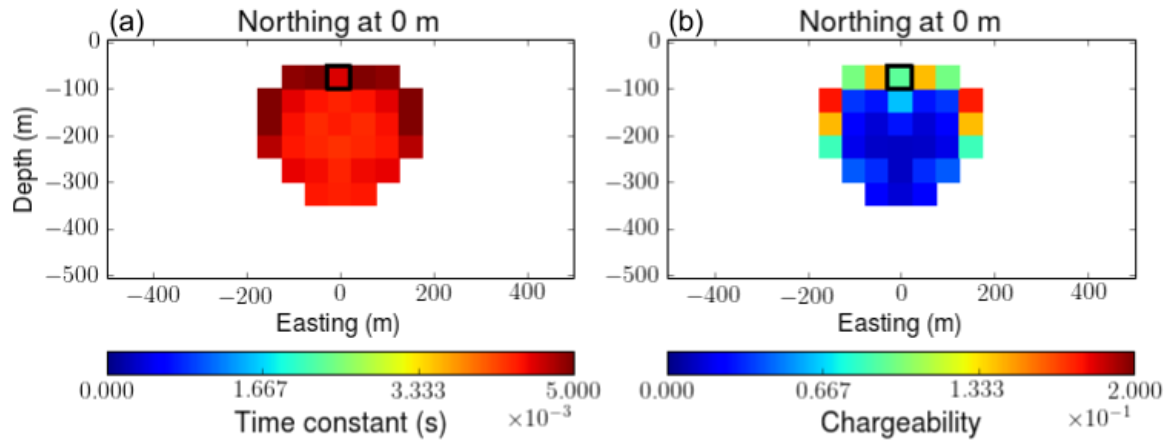 (a) Northing at 0 m
0
−100
−200
−300
−400
−500
Depth (m)
−400 −200 0 200 400
Easting (m)
0.000 1.667 3.333 5.000
Time constant (s) ×10⁻³
(b) Northing at 0 m
0
−100
−200
−300
−400
−500
−400 −200 0 200 400
Easting (m)
0.000 0.667 1.333 2.000
Chargeability ×10⁻¹